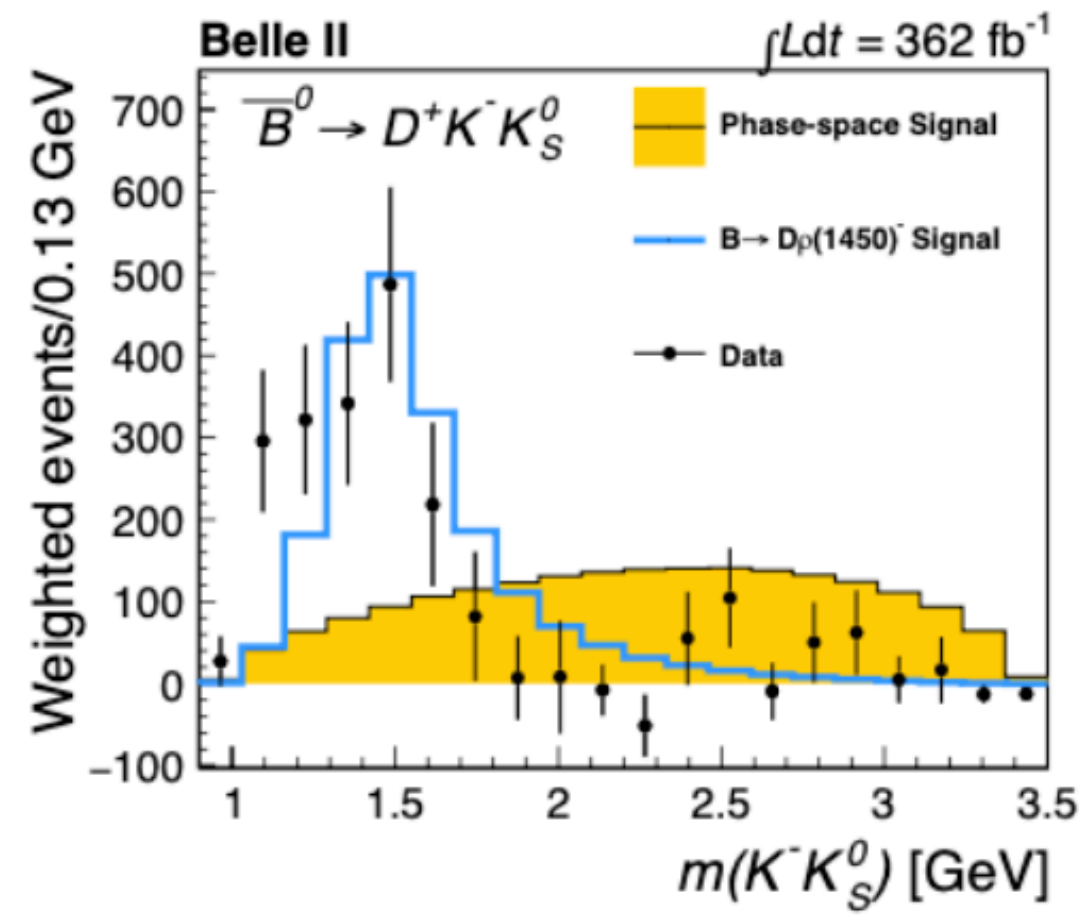 Belle II
∫Ldt = 362 fb⁻¹
B̅⁰ → D⁺K⁻K⁰_S
Phase-space Signal
B→ Dρ(1450)⁻ Signal
Data
Weighted events/0.13 GeV
700
600
500
400
300
200
100
0
−100
1 1.5 2 2.5 3 3.5
m(K⁻K⁰_S) [GeV]